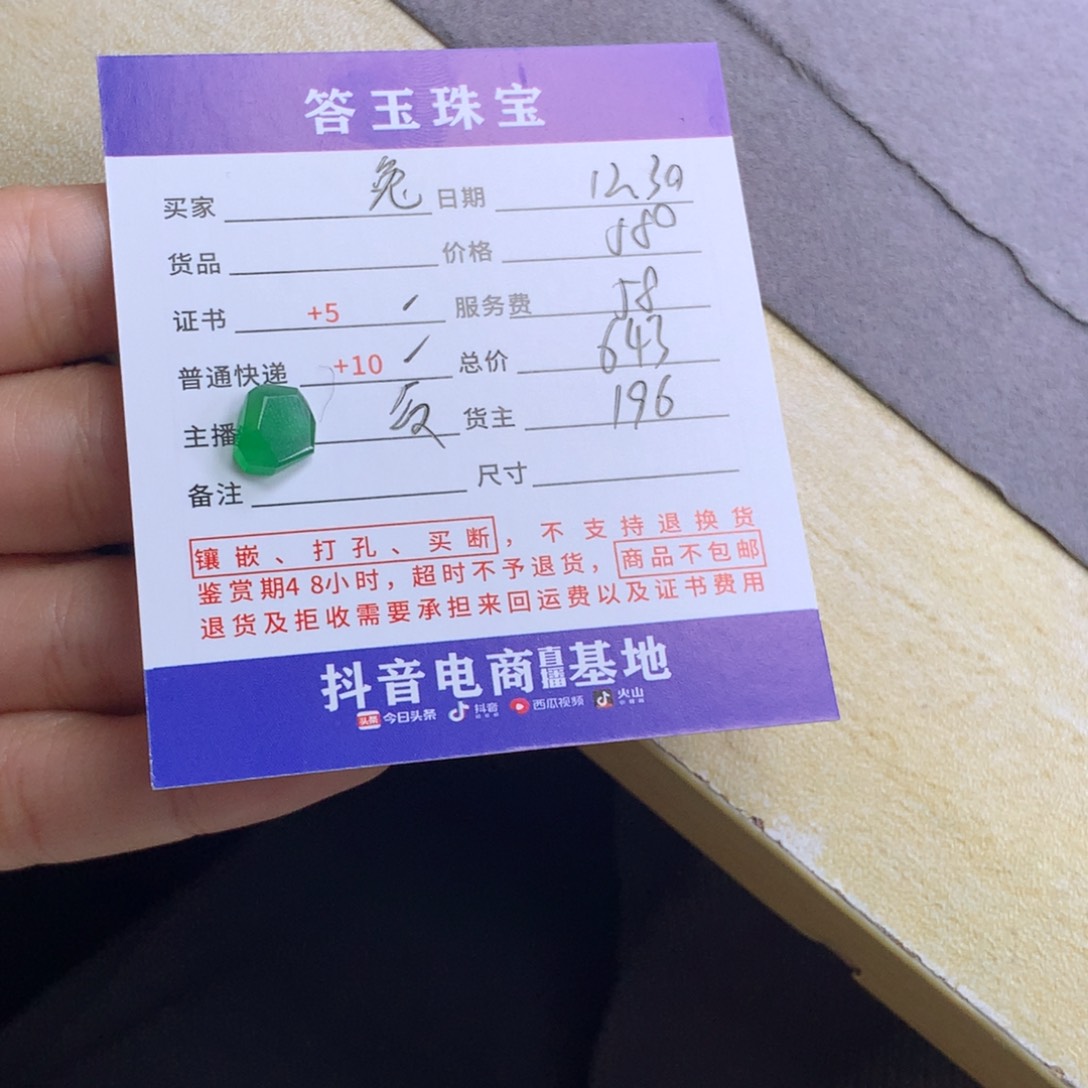 答玉珠宝
买家 兔 日期 12.30
货品 价格 580
证书 +5 服务费 58
普通快递 +10 总价 643
主播 货主 196
备注 尺寸
镶嵌、打孔、买断，不支持退换货
鉴赏期48小时，超时不予退货，商品不包邮
退货及拒收需要承担来回运费以及证书费用
抖音电商直播基地
头条 今日头条 抖音 西瓜视频 火山